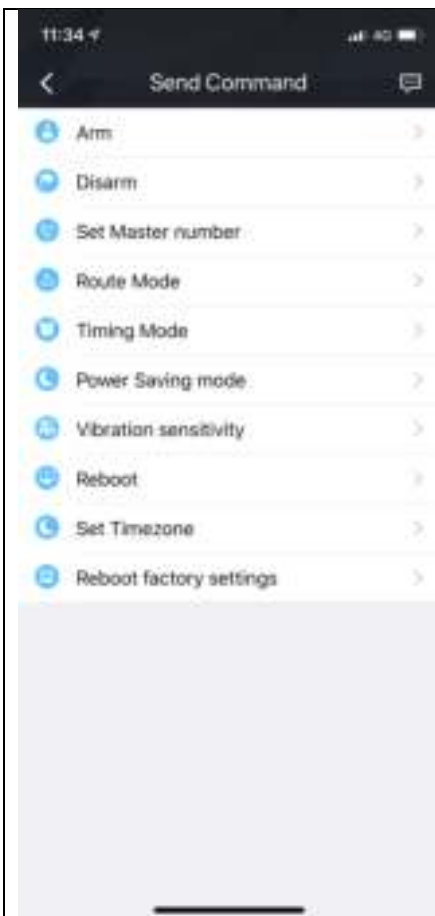 11:34
4G
Send Command
Arm
Disarm
Set Master number
Route Mode
Timing Mode
Power Saving mode
Vibration sensitivity
Reboot
Set Timezone
Reboot factory settings